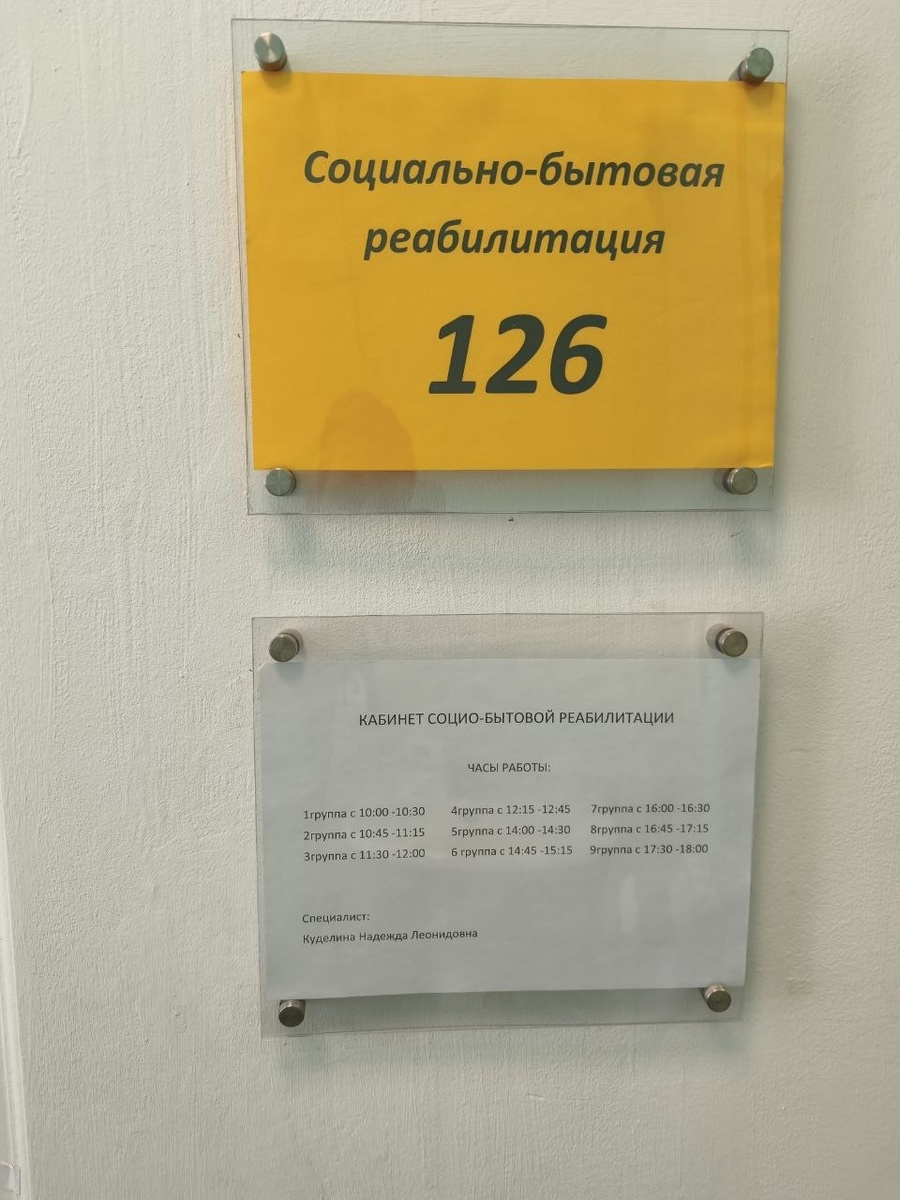 Социально-бытовая
реабилитация
126
КАБИНЕТ СОЦИО-БЫТОВОЙ РЕАБИЛИТАЦИИ
ЧАСЫ РАБОТЫ:
1группа с 10:00 -10:30 4группа с 12:15 -12:45 7группа с 16:00 -16:30
2группа с 10:45 -11:15 5группа с 14:00 -14:30 8группа с 16:45 -17:15
3группа с 11:30 -12:00 6 группа с 14:45 -15:15 9группа с 17:30 -18:00
Специалист:
Куделина Надежда Леонидовна